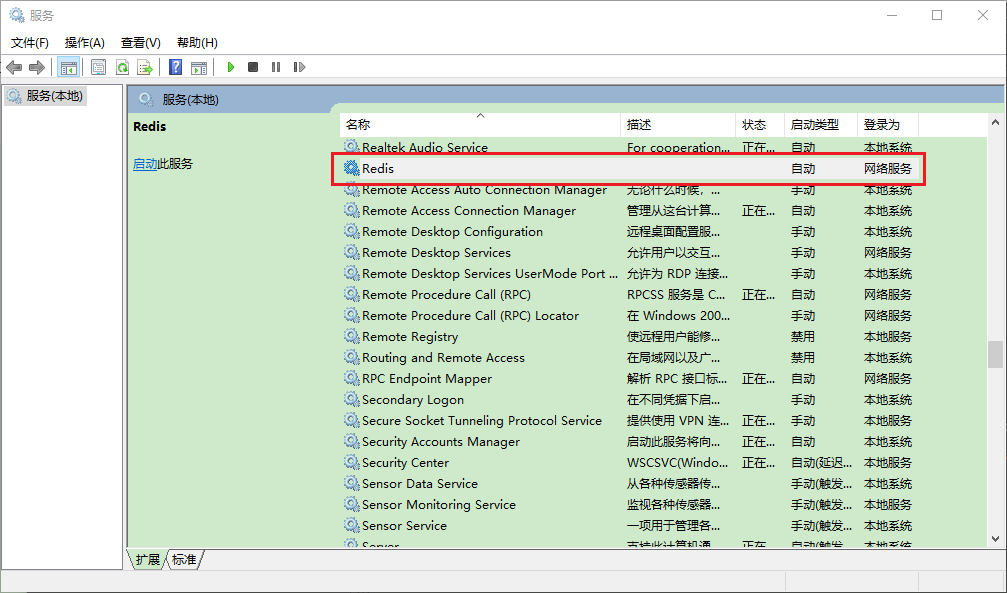 服务
文件(F) 操作(A) 查看(V) 帮助(H)
服务(本地)
服务(本地)
Redis
启动此服务
名称 描述 状态 启动类型 登录为
Realtek Audio Service For cooperation... 正在... 自动 本地系统
Redis 自动 网络服务
Remote Access Auto Connection Manager 无论什么时候，... 手动 本地系统
Remote Access Connection Manager 管理从这台计算... 正在... 自动 本地系统
Remote Desktop Configuration 远程桌面配置服... 手动 本地系统
Remote Desktop Services 允许用户以交互... 手动 网络服务
Remote Desktop Services UserMode Port ... 允许为 RDP 连接... 手动 本地系统
Remote Procedure Call (RPC) RPCSS 服务是 C... 正在... 自动 网络服务
Remote Procedure Call (RPC) Locator 在 Windows 200... 手动 网络服务
Remote Registry 使远程用户能修... 禁用 本地服务
Routing and Remote Access 在局域网以及广... 禁用 本地系统
RPC Endpoint Mapper 解析 RPC 接口标... 正在... 自动 网络服务
Secondary Logon 在不同凭据下启... 手动 本地系统
Secure Socket Tunneling Protocol Service 提供使用 VPN 连... 正在... 手动 本地服务
Security Accounts Manager 启动此服务将向... 正在... 自动 本地系统
Security Center WSCSVC(Windo... 正在... 自动(延迟... 本地服务
Sensor Data Service 从各种传感器传... 手动(触发... 本地系统
Sensor Monitoring Service 监视各种传感器... 手动(触发... 本地服务
Sensor Service 一项用于管理各... 手动(触发... 本地系统
Server 支持此计算机通... 正在... 自动(触发... 本地系统
扩展 标准